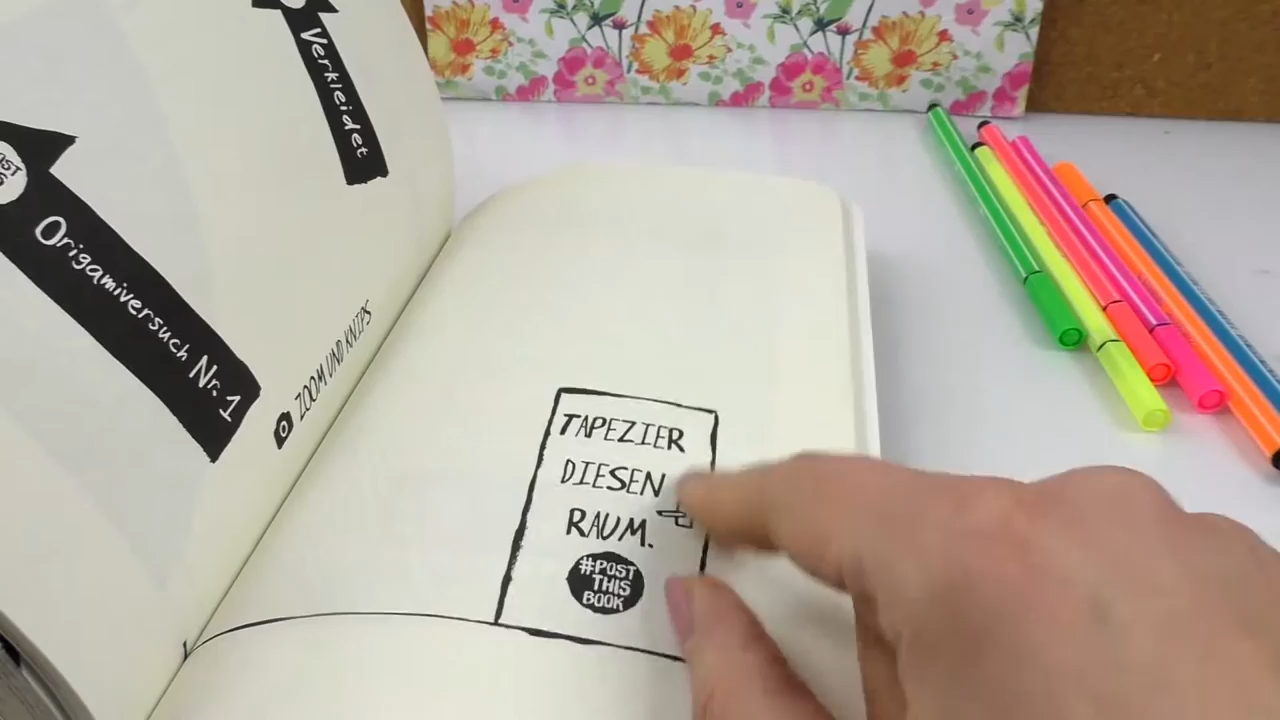 Verkleidet
Origamiversuch Nr. 1
ZOOM UND KNIPS
TAPEZIER
DIESEN
RAUM.
#POST
THIS
BOOK